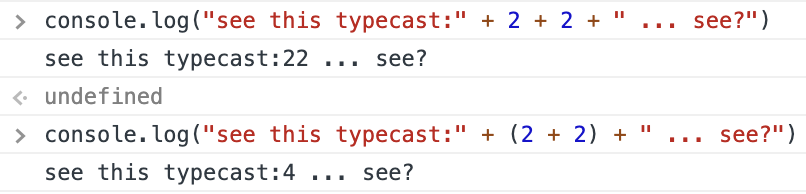 > console.log("see this typecast:" + 2 + 2 + " ... see?")
see this typecast:22 ... see?
undefined
> console.log("see this typecast:" + (2 + 2) + " ... see?")
see this typecast:4 ... see?